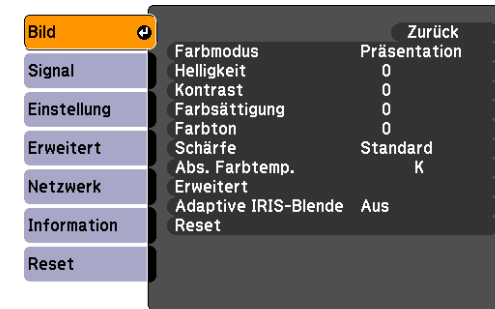 Bild
Signal
Einstellung
Erweitert
Netzwerk
Information
Reset
Zurück
Farbmodus Präsentation
Helligkeit 0
Kontrast 0
Farbsättigung 0
Farbton 0
Schärfe Standard
Abs. Farbtemp. K
Erweitert
Adaptive IRIS-Blende Aus
Reset